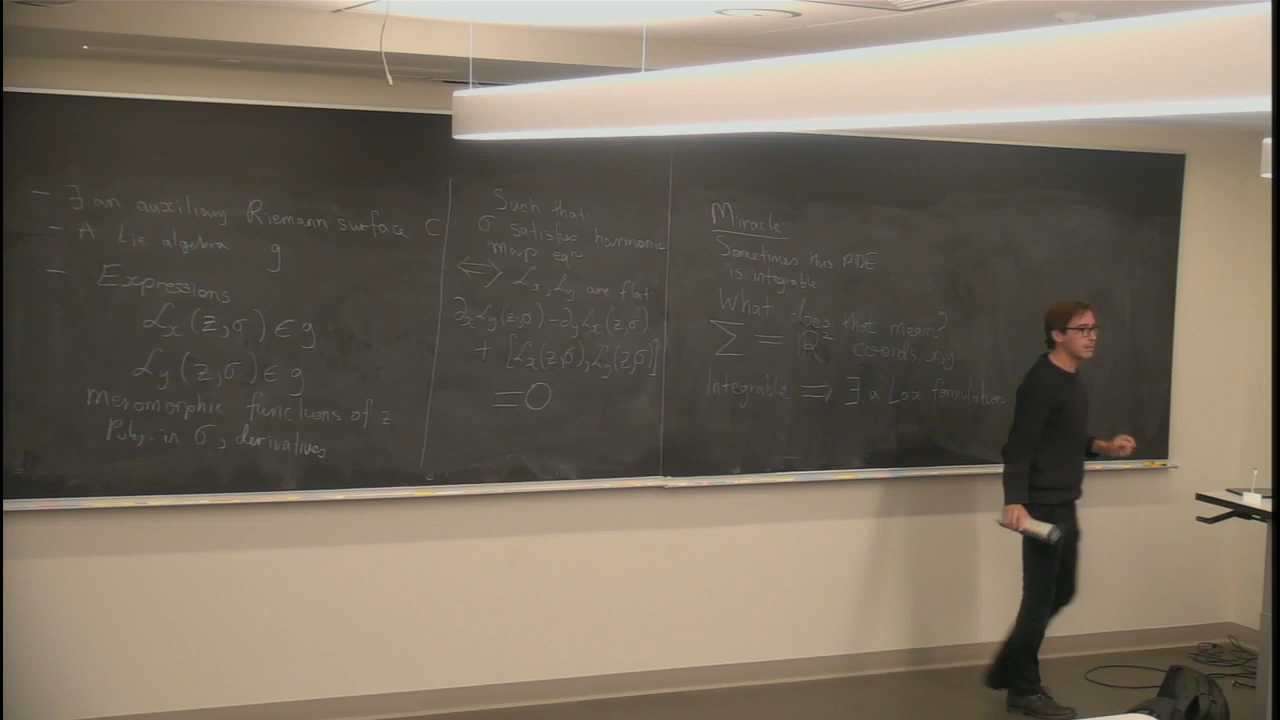 - ∃ an auxiliary Riemann surface C
- A Lie algebra g
- Expressions
ℒx(z,σ) ∈ g
ℒy(z,σ) ∈ g
meromorphic functions of z
Poly. in σ, derivatives
Such that:
σ satisfies harmonic
map eqn
⟺ ℒx, ℒy are flat
∂xℒy(z,σ) - ∂yℒx(z,σ)
+ [ℒx(z,σ), ℒy(z,σ)]
= 0
Miracle:
Sometimes this PDE
is integrable
What does that mean?
Σ = ℝ² coords x,y
Integrable ⟹ ∃ a Lax formulation